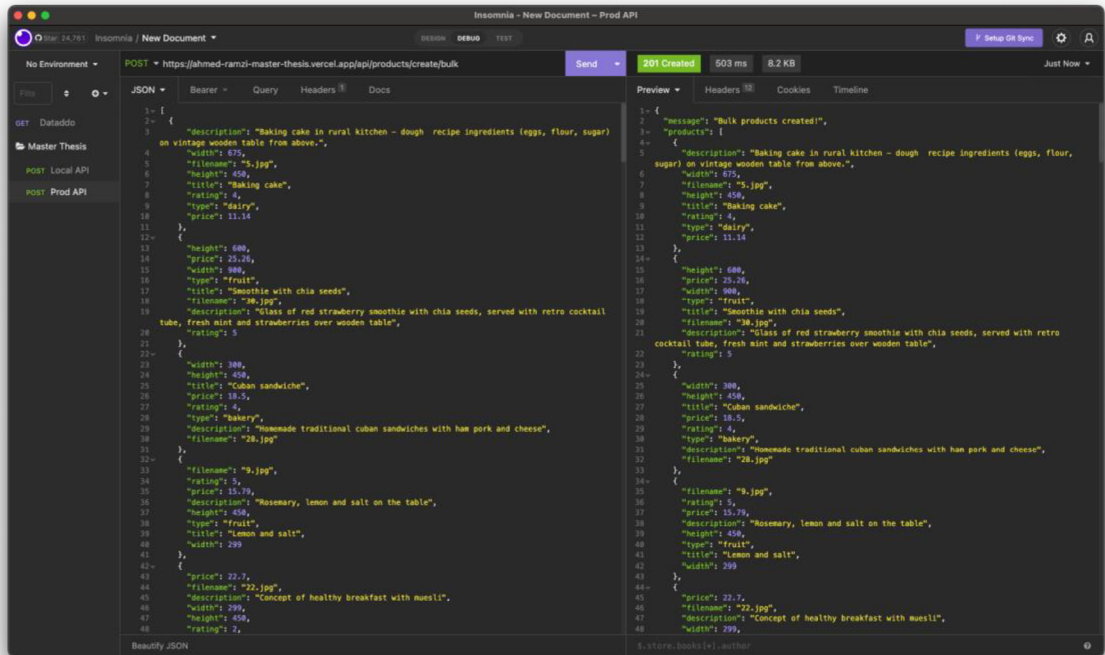 Insomnia - New Document – Prod API
Star 24,761 Insomnia / New Document
DESIGN DEBUG TEST
Setup Git Sync
No Environment
POST https://ahmed-ramzi-master-thesis.vercel.app/api/products/create/bulk
Send
201 Created 503 ms 8.2 KB
Just Now
Filte
GET Dataddo
Master Thesis
POST Local API
POST Prod API
JSON Bearer Query Headers 1 Docs
1 [
2 {
3 "description": "Baking cake in rural kitchen – dough  recipe ingredients (eggs, flour, sugar)
on vintage wooden table from above.",
4 "width": 675,
5 "filename": "5.jpg",
6 "height": 450,
7 "title": "Baking cake",
8 "rating": 4,
9 "type": "dairy",
10 "price": 11.14
11 },
12 {
13 "height": 600,
14 "price": 25.26,
15 "width": 900,
16 "type": "fruit",
17 "title": "Smoothie with chia seeds",
18 "filename": "30.jpg",
19 "description": "Glass of red strawberry smoothie with chia seeds, served with retro cocktail
tube, fresh mint and strawberries over wooden table",
20 "rating": 5
21 },
22 {
23 "width": 300,
24 "height": 450,
25 "title": "Cuban sandwiche",
26 "price": 18.5,
27 "rating": 4,
28 "type": "bakery",
29 "description": "Homemade traditional cuban sandwiches with ham pork and cheese",
30 "filename": "28.jpg"
31 },
32 {
33 "filename": "9.jpg",
34 "rating": 5,
35 "price": 15.79,
36 "description": "Rosemary, lemon and salt on the table",
37 "height": 450,
38 "type": "fruit",
39 "title": "Lemon and salt",
40 "width": 299
41 },
42 {
43 "price": 22.7,
44 "filename": "22.jpg",
45 "description": "Concept of healthy breakfast with muesli",
46 "width": 299,
47 "height": 450,
48 "rating": 2,
Beautify JSON
Preview Headers 12 Cookies Timeline
1 {
2 "message": "Bulk products created!",
3 "products": [
4 {
5 "description": "Baking cake in rural kitchen – dough  recipe ingredients (eggs, flour,
sugar) on vintage wooden table from above.",
6 "width": 675,
7 "filename": "5.jpg",
8 "height": 450,
9 "title": "Baking cake",
10 "rating": 4,
11 "type": "dairy",
12 "price": 11.14
13 },
14 {
15 "height": 600,
16 "price": 25.26,
17 "width": 900,
18 "type": "fruit",
19 "title": "Smoothie with chia seeds",
20 "filename": "30.jpg",
21 "description": "Glass of red strawberry smoothie with chia seeds, served with retro
cocktail tube, fresh mint and strawberries over wooden table",
22 "rating": 5
23 },
24 {
25 "width": 300,
26 "height": 450,
27 "title": "Cuban sandwiche",
28 "price": 18.5,
29 "rating": 4,
30 "type": "bakery",
31 "description": "Homemade traditional cuban sandwiches with ham pork and cheese",
32 "filename": "28.jpg"
33 },
34 {
35 "filename": "9.jpg",
36 "rating": 5,
37 "price": 15.79,
38 "description": "Rosemary, lemon and salt on the table",
39 "height": 450,
40 "type": "fruit",
41 "title": "Lemon and salt",
42 "width": 299
43 },
44 {
45 "price": 22.7,
46 "filename": "22.jpg",
47 "description": "Concept of healthy breakfast with muesli",
48 "width": 299,
$.store.books[*].author